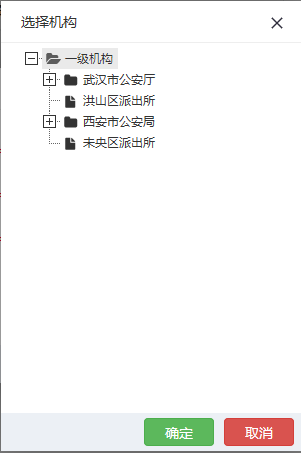 选择机构
一级机构
武汉市公安厅
洪山区派出所
西安市公安局
未央区派出所
确定 取消